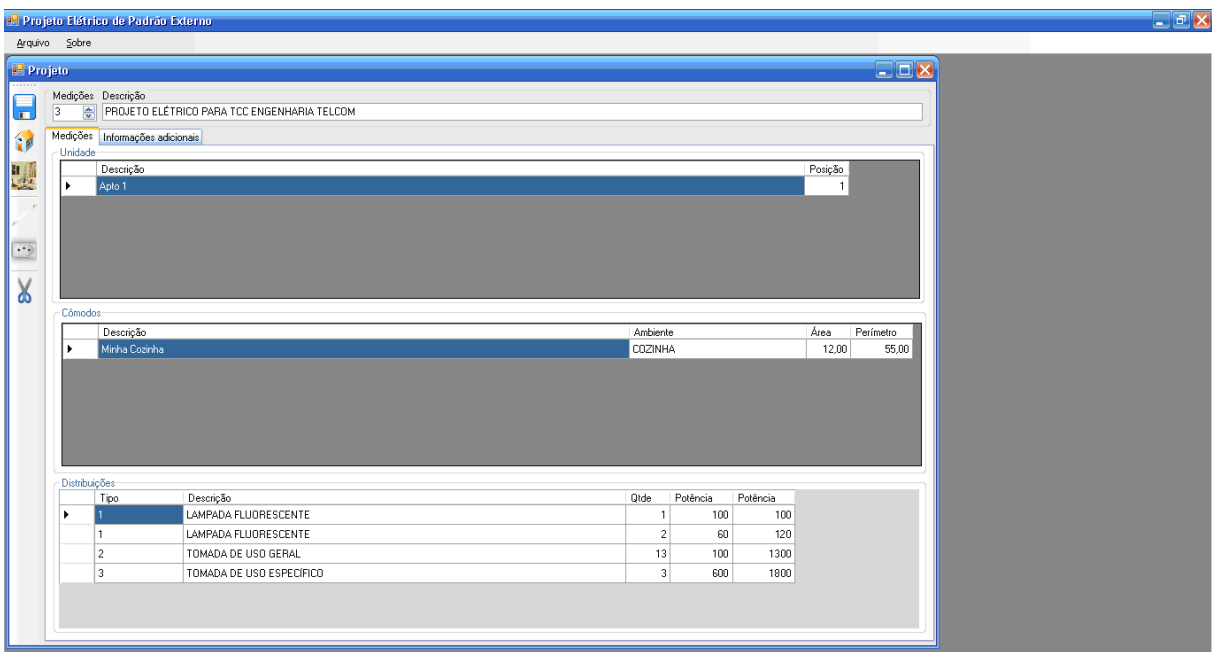 Projeto Elétrico de Padrão Externo
Arquivo Sobre
Projeto
Medições Descrição
3 PROJETO ELÉTRICO PARA TCC ENGENHARIA TELCOM
Medições Informações adicionais
Unidade
Descrição Posição
Apto 1 1
Cômodos
Descrição Ambiente Área Perímetro
Minha Cozinha COZINHA 12,00 55,00
Distribuições
Tipo Descrição Qtde Potência Potência
1 LAMPADA FLUORESCENTE 1 100 100
1 LAMPADA FLUORESCENTE 2 60 120
2 TOMADA DE USO GERAL 13 100 1300
3 TOMADA DE USO ESPECÍFICO 3 600 1800